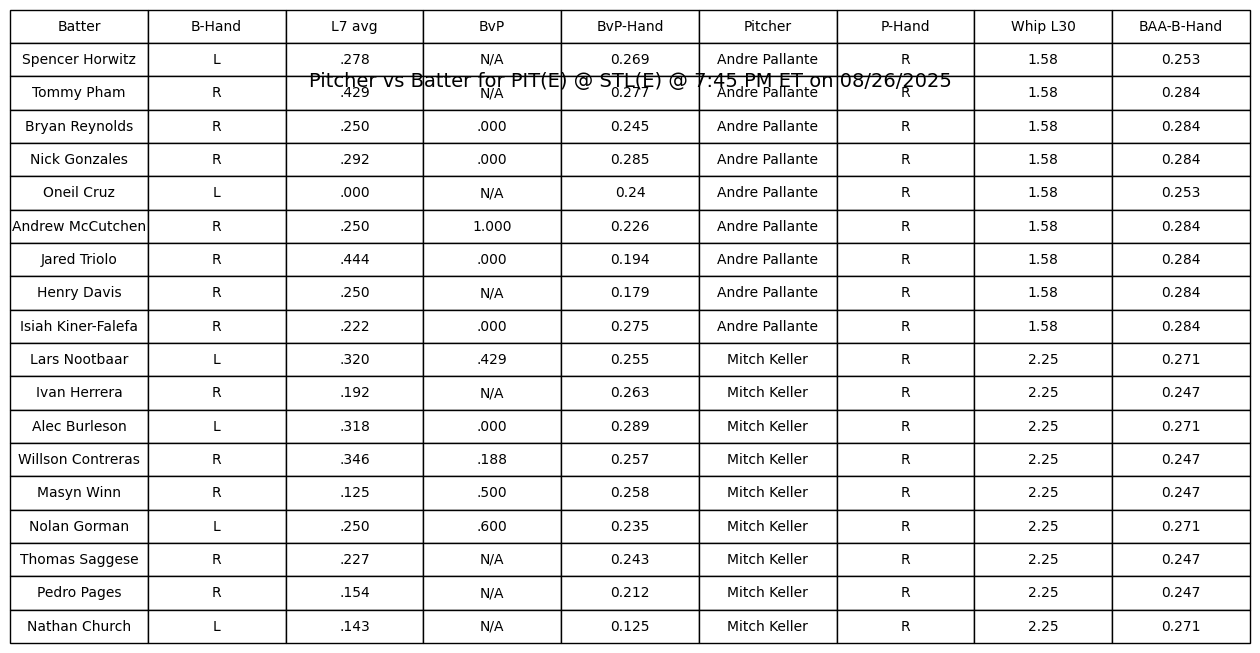 Batter B-Hand L7 avg BvP BvP-Hand Pitcher P-Hand Whip L30 BAA-B-Hand
Spencer Horwitz L .278 N/A 0.269 Andre Pallante R 1.58 0.253
Pitcher vs Batter for PIT(E) @ STL(E) @ 7:45 PM ET on 08/26/2025
Tommy Pham R .429 N/A 0.277 Andre Pallante R 1.58 0.284
Bryan Reynolds R .250 .000 0.245 Andre Pallante R 1.58 0.284
Nick Gonzales R .292 .000 0.285 Andre Pallante R 1.58 0.284
Oneil Cruz L .000 N/A 0.24 Andre Pallante R 1.58 0.253
Andrew McCutchen R .250 1.000 0.226 Andre Pallante R 1.58 0.284
Jared Triolo R .444 .000 0.194 Andre Pallante R 1.58 0.284
Henry Davis R .250 N/A 0.179 Andre Pallante R 1.58 0.284
Isiah Kiner-Falefa R .222 .000 0.275 Andre Pallante R 1.58 0.284
Lars Nootbaar L .320 .429 0.255 Mitch Keller R 2.25 0.271
Ivan Herrera R .192 N/A 0.263 Mitch Keller R 2.25 0.247
Alec Burleson L .318 .000 0.289 Mitch Keller R 2.25 0.271
Willson Contreras R .346 .188 0.257 Mitch Keller R 2.25 0.247
Masyn Winn R .125 .500 0.258 Mitch Keller R 2.25 0.247
Nolan Gorman L .250 .600 0.235 Mitch Keller R 2.25 0.271
Thomas Saggese R .227 N/A 0.243 Mitch Keller R 2.25 0.247
Pedro Pages R .154 N/A 0.212 Mitch Keller R 2.25 0.247
Nathan Church L .143 N/A 0.125 Mitch Keller R 2.25 0.271